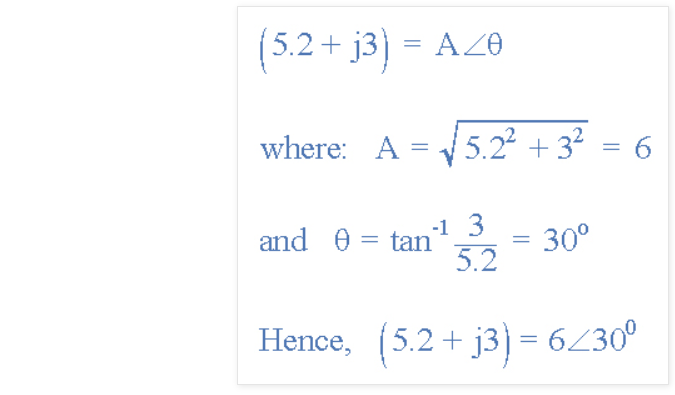 (5.2 + j3) = A∠θ
where: A = √5.2² + 3² = 6
and θ = tan⁻¹ 3/5.2 = 30º
Hence, (5.2 + j3) = 6∠30⁰